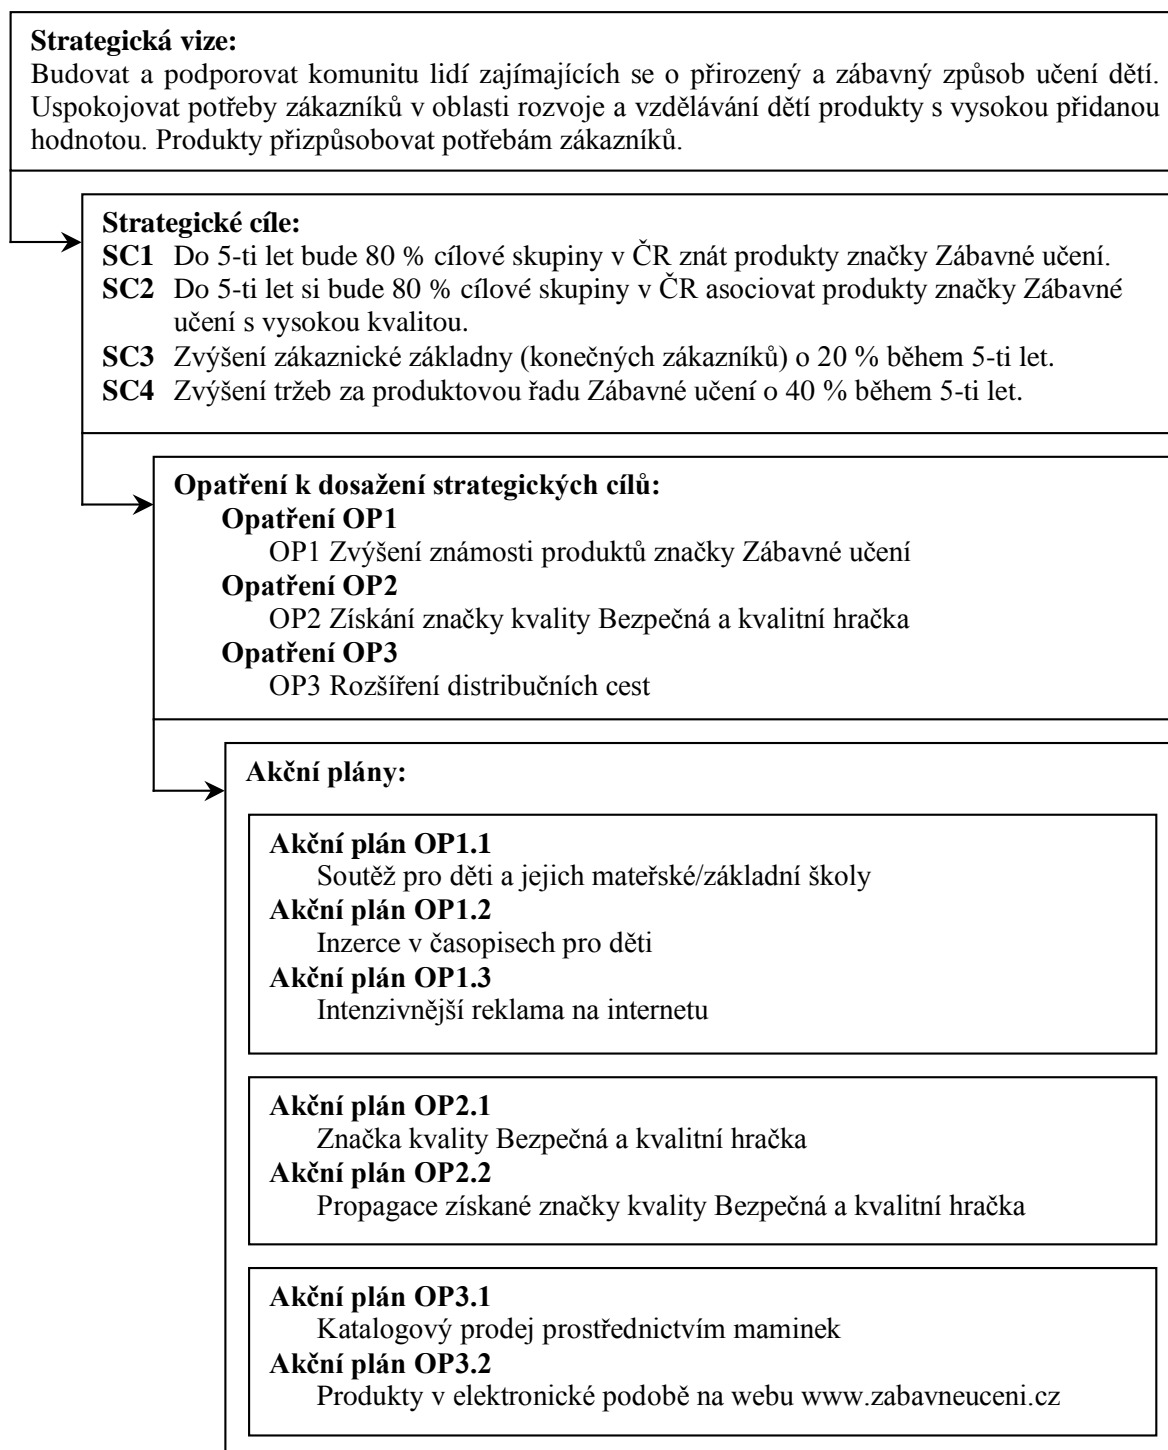 Strategická vize:
Budovat a podporovat komunitu lidí zajímajících se o přirozený a zábavný způsob učení dětí.
Uspokojovat potřeby zákazníků v oblasti rozvoje a vzdělávání dětí produkty s vysokou přidanou
hodnotou. Produkty přizpůsobovat potřebám zákazníků.
Strategické cíle:
SC1 Do 5-ti let bude 80 % cílové skupiny v ČR znát produkty značky Zábavné učení.
SC2 Do 5-ti let si bude 80 % cílové skupiny v ČR asociovat produkty značky Zábavné
učení s vysokou kvalitou.
SC3 Zvýšení zákaznické základny (konečných zákazníků) o 20 % během 5-ti let.
SC4 Zvýšení tržeb za produktovou řadu Zábavné učení o 40 % během 5-ti let.
Opatření k dosažení strategických cílů:
Opatření OP1
OP1 Zvýšení známosti produktů značky Zábavné učení
Opatření OP2
OP2 Získání značky kvality Bezpečná a kvalitní hračka
Opatření OP3
OP3 Rozšíření distribučních cest
Akční plány:
Akční plán OP1.1
Soutěž pro děti a jejich mateřské/základní školy
Akční plán OP1.2
Inzerce v časopisech pro děti
Akční plán OP1.3
Intenzivnější reklama na internetu
Akční plán OP2.1
Značka kvality Bezpečná a kvalitní hračka
Akční plán OP2.2
Propagace získané značky kvality Bezpečná a kvalitní hračka
Akční plán OP3.1
Katalogový prodej prostřednictvím maminek
Akční plán OP3.2
Produkty v elektronické podobě na webu www.zabavneuceni.cz